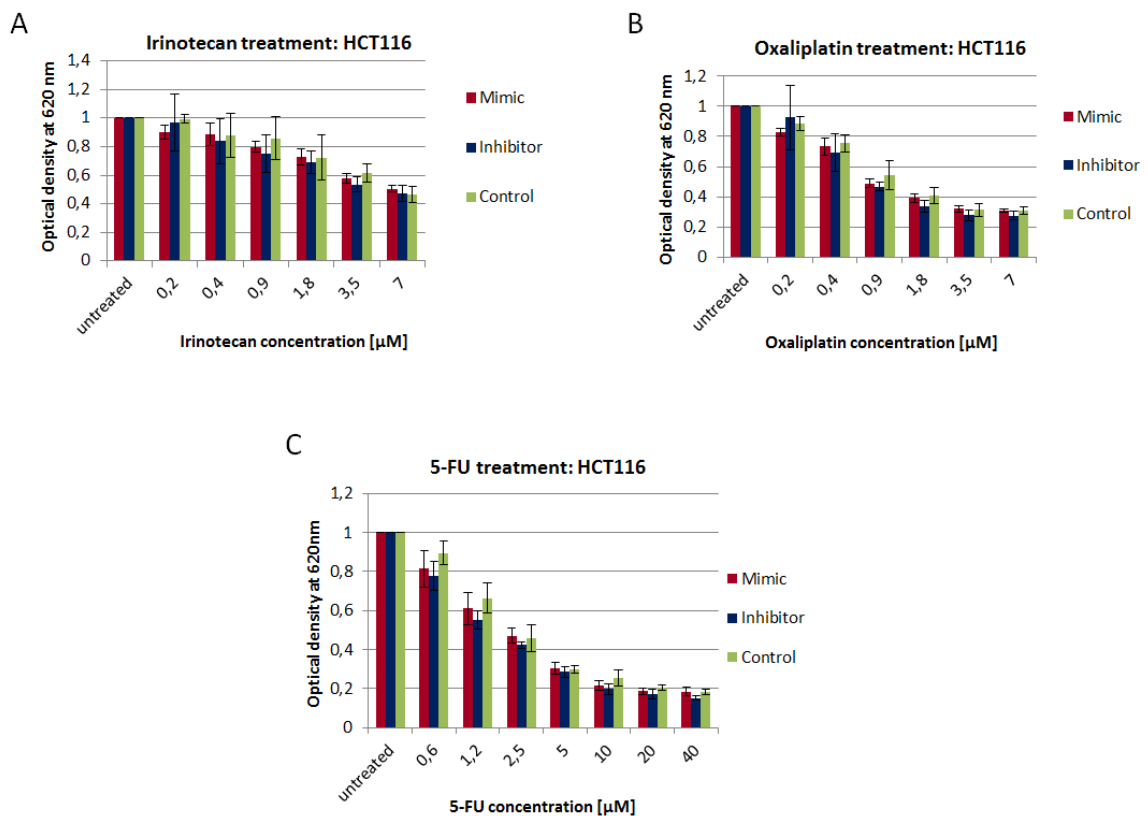 A
Irinotecan treatment: HCT116
Optical density at 620 nm
1,4
1,2
1
0,8
0,6
0,4
0,2
0
untreated
0,2
0,4
0,9
1,8
3,5
7
Irinotecan concentration [µM]
Mimic
Inhibitor
Control
B
Oxaliplatin treatment: HCT116
Optical density at 620 nm
1,2
1
0,8
0,6
0,4
0,2
0
untreated
0,2
0,4
0,9
1,8
3,5
7
Oxaliplatin concentration [µM]
Mimic
Inhibitor
Control
C
5-FU treatment: HCT116
Optical density at 620nm
1,2
1
0,8
0,6
0,4
0,2
0
untreated
0,6
1,2
2,5
5
10
20
40
5-FU concentration [µM]
Mimic
Inhibitor
Control